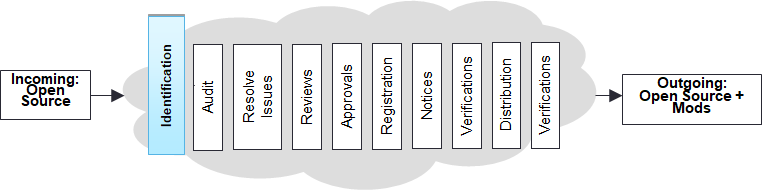 Incoming:
Open
Source
Identification
Audit
Resolve
Issues
Reviews
Approvals
Registration
Notices
Verifications
Distribution
Verifications
Outgoing:
Open Source +
Mods